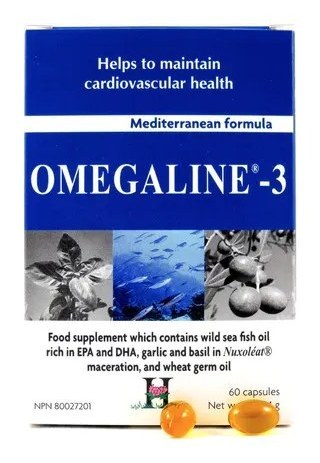 Helps to maintain
cardiovascular health
Mediterranean formula
OMEGALINE®-3
Food supplement which contains wild sea fish oil
rich in EPA and DHA, garlic and basil in Nuxoléat®
maceration, and wheat germ oil
H
NPN 80027201
60 capsules
Net g